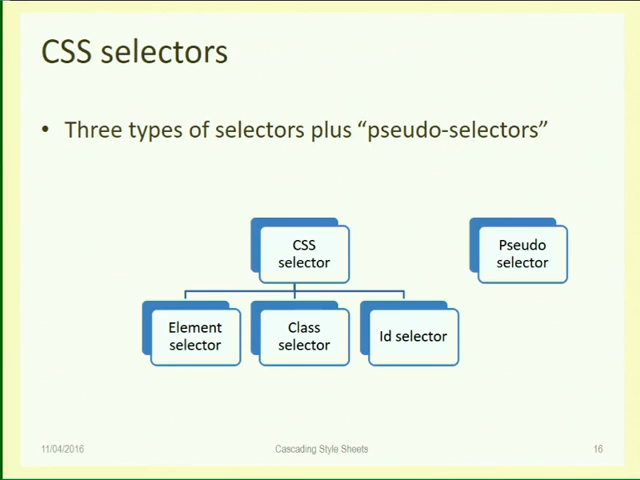 CSS selectors
• Three types of selectors plus “pseudo-selectors”
CSS
selector
Pseudo
selector
Element
selector
Class
selector
Id selector
11/04/2016
Cascading Style Sheets
16